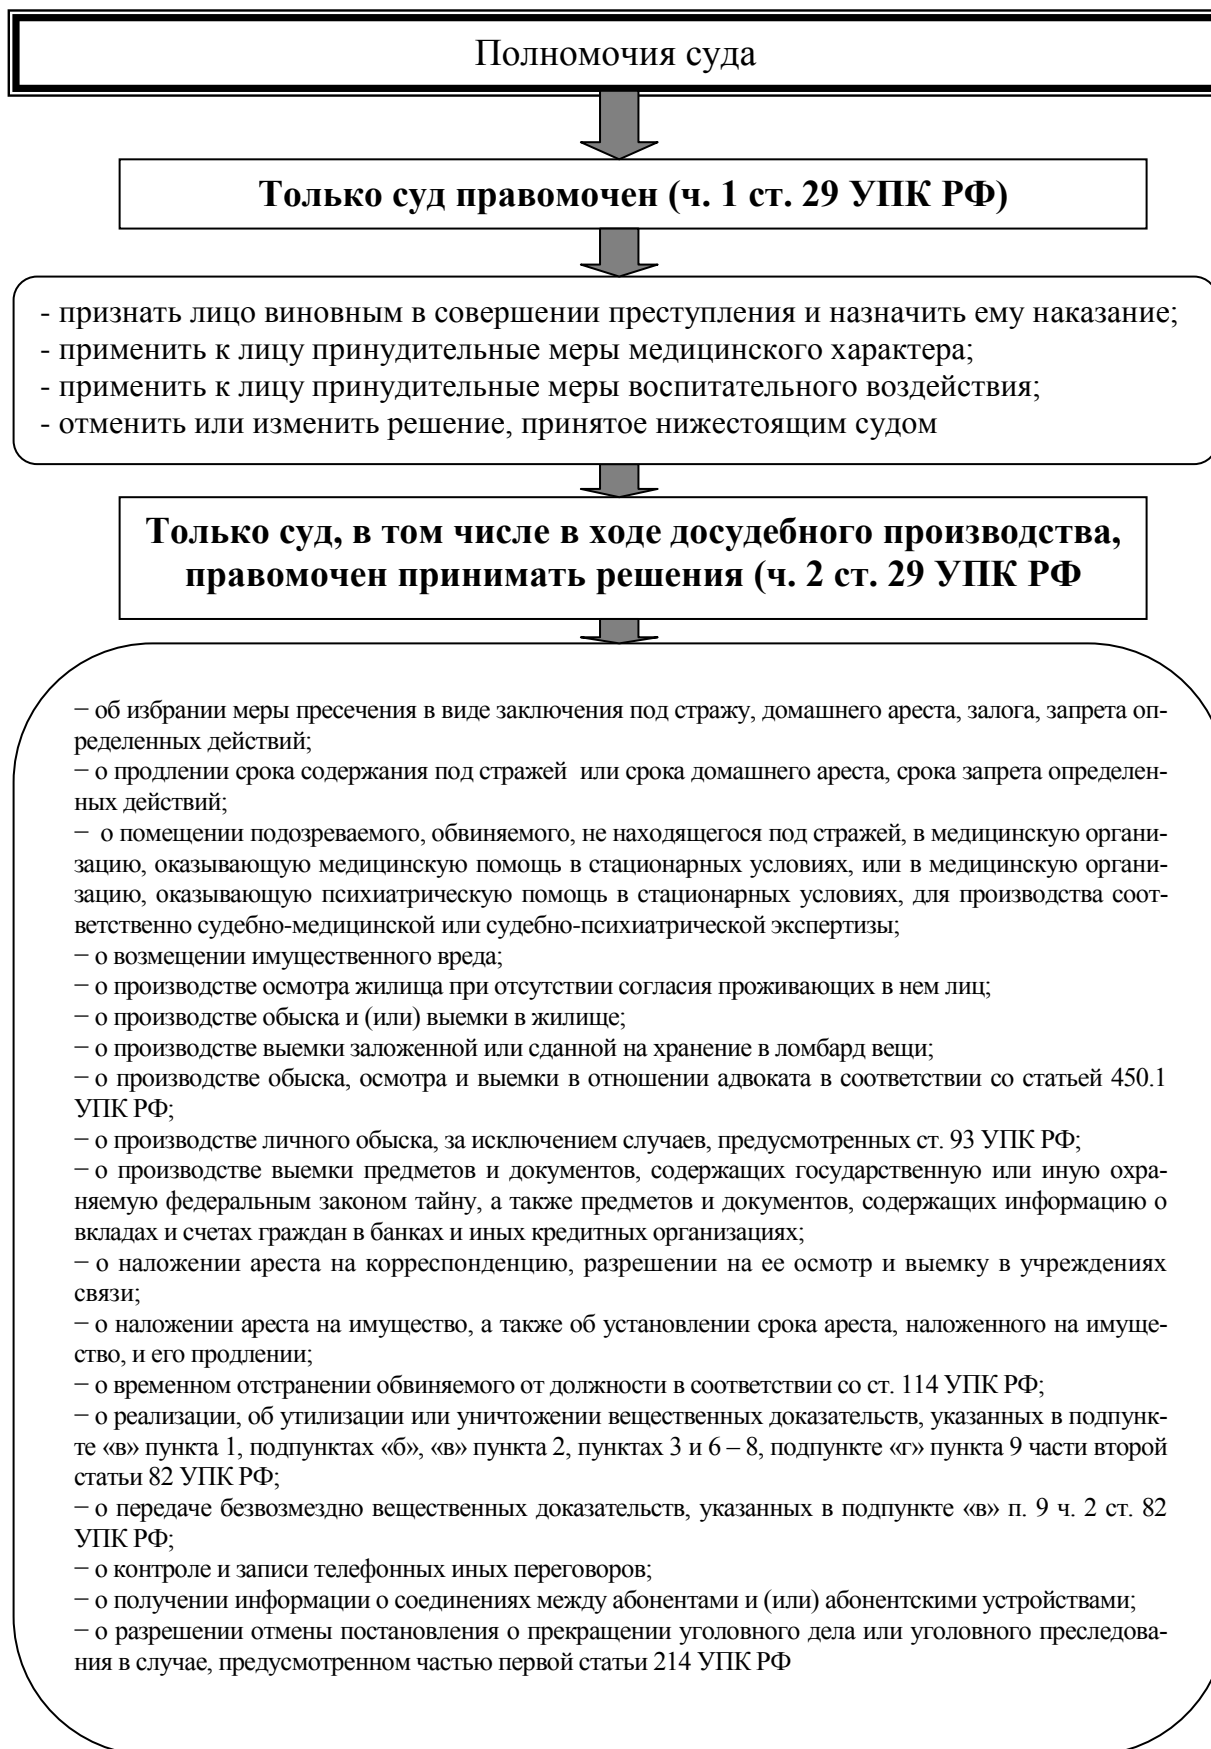 Полномочия суда
Только суд правомочен (ч. 1 ст. 29 УПК РФ)
- признать лицо виновным в совершении преступления и назначить ему наказание;
- применить к лицу принудительные меры медицинского характера;
- применить к лицу принудительные меры воспитательного воздействия;
- отменить или изменить решение, принятое нижестоящим судом
Только суд, в том числе в ходе досудебного производства,
правомочен принимать решения (ч. 2 ст. 29 УПК РФ
− об избрании меры пресечения в виде заключения под стражу, домашнего ареста, залога, запрета оп-
ределенных действий;
− о продлении срока содержания под стражей или срока домашнего ареста, срока запрета определен-
ных действий;
− о помещении подозреваемого, обвиняемого, не находящегося под стражей, в медицинскую органи-
зацию, оказывающую медицинскую помощь в стационарных условиях, или в медицинскую органи-
зацию, оказывающую психиатрическую помощь в стационарных условиях, для производства соот-
ветственно судебно-медицинской или судебно-психиатрической экспертизы;
− о возмещении имущественного вреда;
− о производстве осмотра жилища при отсутствии согласия проживающих в нем лиц;
− о производстве обыска и (или) выемки в жилище;
− о производстве выемки заложенной или сданной на хранение в ломбард вещи;
− о производстве обыска, осмотра и выемки в отношении адвоката в соответствии со статьей 450.1
УПК РФ;
− о производстве личного обыска, за исключением случаев, предусмотренных ст. 93 УПК РФ;
− о производстве выемки предметов и документов, содержащих государственную или иную охра-
няемую федеральным законом тайну, а также предметов и документов, содержащих информацию о
вкладах и счетах граждан в банках и иных кредитных организациях;
− о наложении ареста на корреспонденцию, разрешении на ее осмотр и выемку в учреждениях
связи;
− о наложении ареста на имущество, а также об установлении срока ареста, наложенного на имуще-
ство, и его продлении;
− о временном отстранении обвиняемого от должности в соответствии со ст. 114 УПК РФ;
− о реализации, об утилизации или уничтожении вещественных доказательств, указанных в подпунк-
те «в» пункта 1, подпунктах «б», «в» пункта 2, пунктах 3 и 6 – 8, подпункте «г» пункта 9 части второй
статьи 82 УПК РФ;
− о передаче безвозмездно вещественных доказательств, указанных в подпункте «в» п. 9 ч. 2 ст. 82
УПК РФ;
− о контроле и записи телефонных иных переговоров;
− о получении информации о соединениях между абонентами и (или) абонентскими устройствами;
− о разрешении отмены постановления о прекращении уголовного дела или уголовного преследова-
ния в случае, предусмотренном частью первой статьи 214 УПК РФ